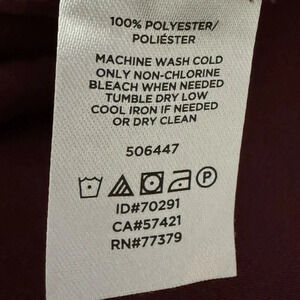 100% POLYESTER/
POLIÉSTER
MACHINE WASH COLD
ONLY NON-CHLORINE
BLEACH WHEN NEEDED
TUMBLE DRY LOW
COOL IRON IF NEEDED
OR DRY CLEAN
506447
P
ID#70291
CA#57421
RN#77379